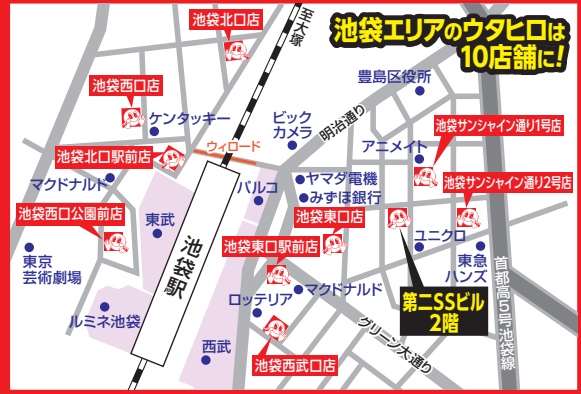 池袋エリアのウタヒロは
10店舗に!
池袋北口店
至大塚
豊島区役所
池袋西口店
ケンタッキー
ビック
カメラ
明治通り
池袋サンシャイン通り1号店
ウィロード
アニメイト
池袋北口駅前店
マクドナルド
パルコ
ヤマダ電機
みずほ銀行
池袋サンシャイン通り2号店
池袋西口公園前店
東武
池袋駅
池袋東口店
池袋東口駅前店
ユニクロ
東急
ハンズ
東京
芸術劇場
首都高5号池袋線
ロッテリア
マクドナルド
第二SSビル
2階
ルミネ池袋
グリーン大通り
西武
池袋西武口店